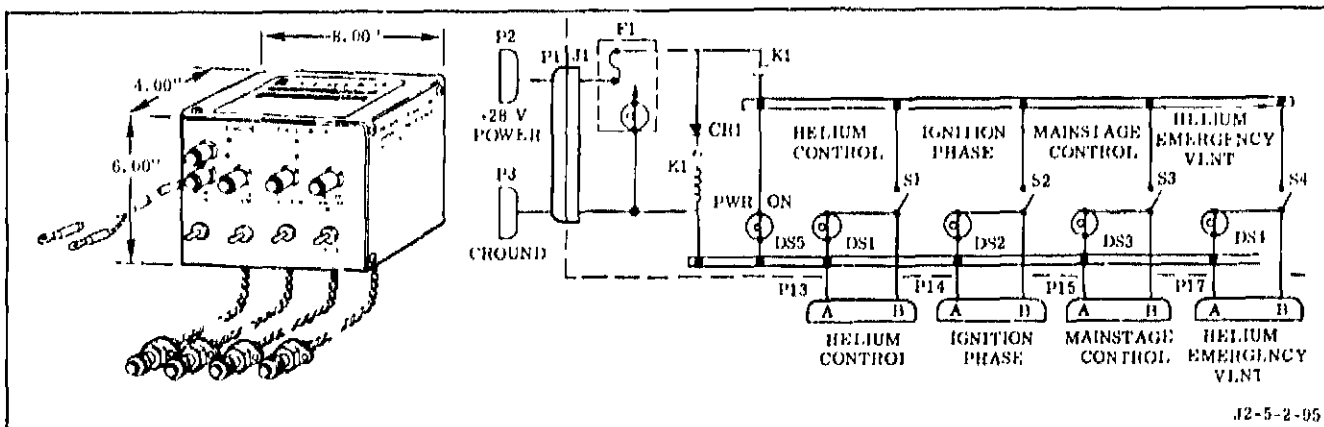 8.00"
4.00"
6.00"
P2
+28 V
POWER
P3
GROUND
P1
J1
F1
K1
CR1
K1
HELIUM
CONTROL
IGNITION
PHASE
MAINSTAGE
CONTROL
HELIUM
EMERGENCY
VENT
S1
S2
S3
S4
PWR ON
DS5
DS1
DS2
DS3
DS4
P13
P14
P15
P17
A B
A B
A B
A B
HELIUM
CONTROL
IGNITION
PHASE
MAINSTAGE
CONTROL
HELIUM
EMERGENCY
VENT
J2-5-2-95